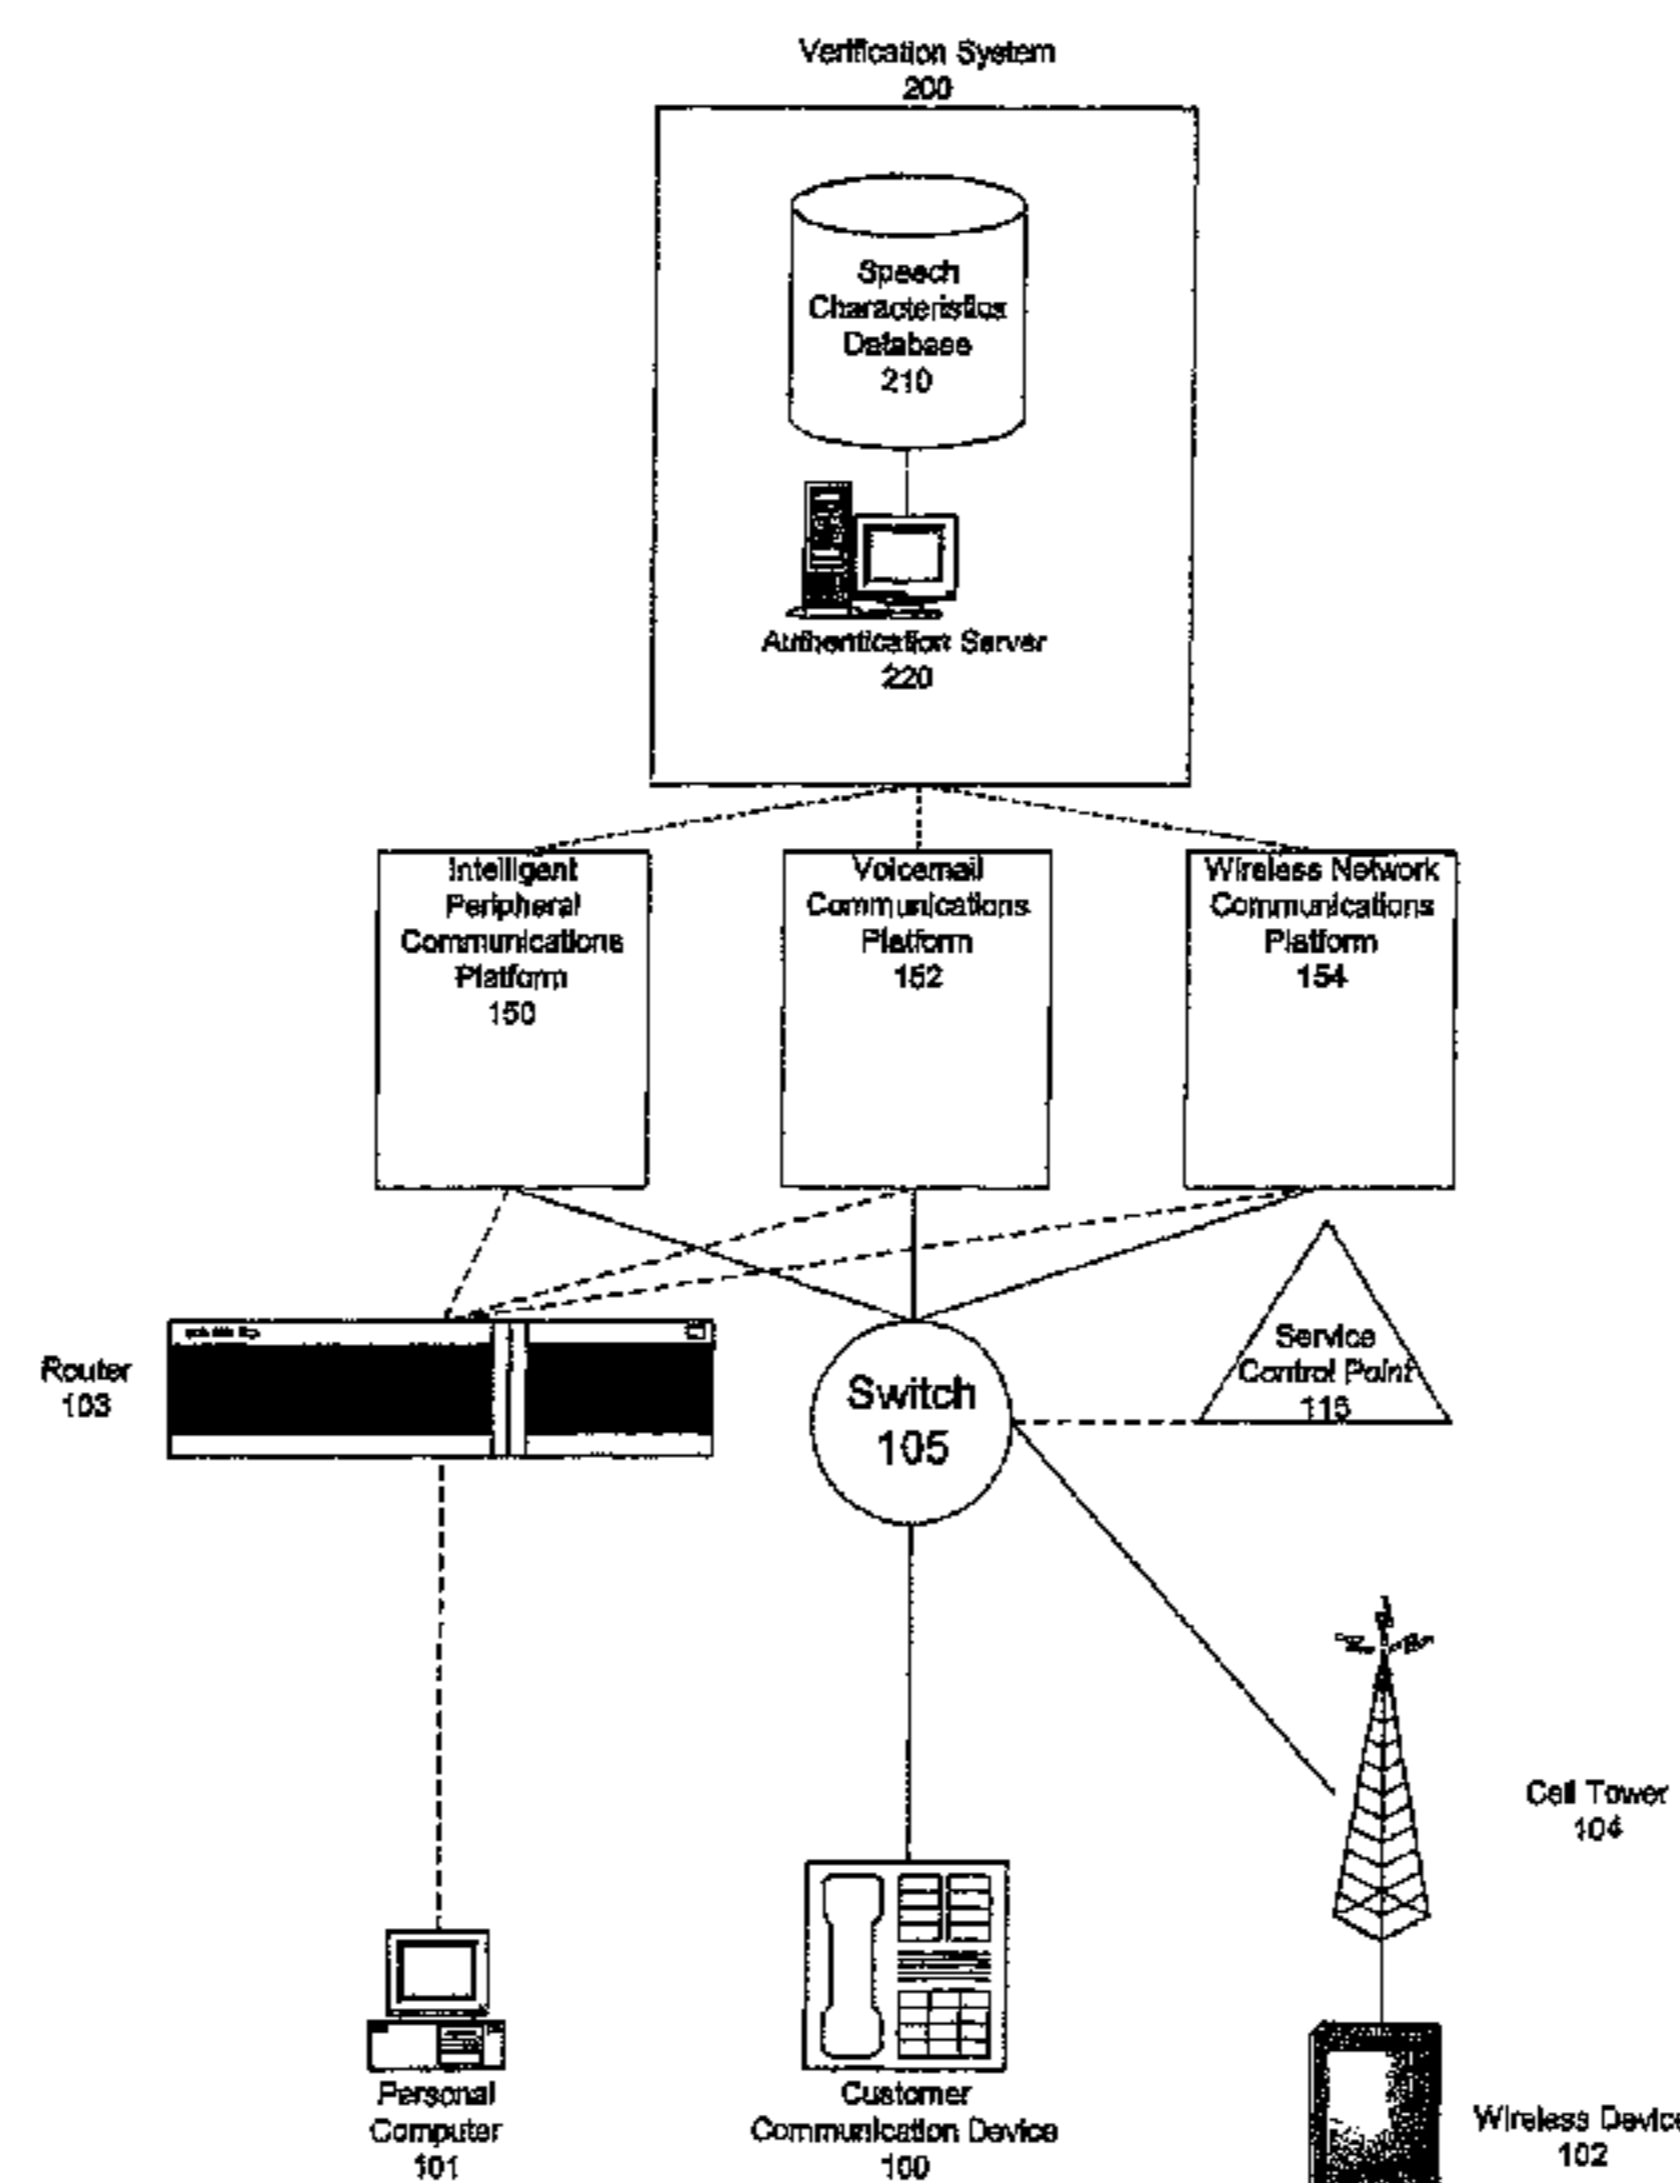 Verification System
200
Speech
Characteristics
Database
210
Authentication Server
220
Intelligent
Peripheral
Communications
Platform
150
Voicemail
Communications
Platform
152
Wireless Network
Communications
Platform
154
Router
103
Switch
105
Service
Control Point
115
Cell Tower
104
Personal
Computer
101
Customer
Communication Device
100
Wireless Device
102